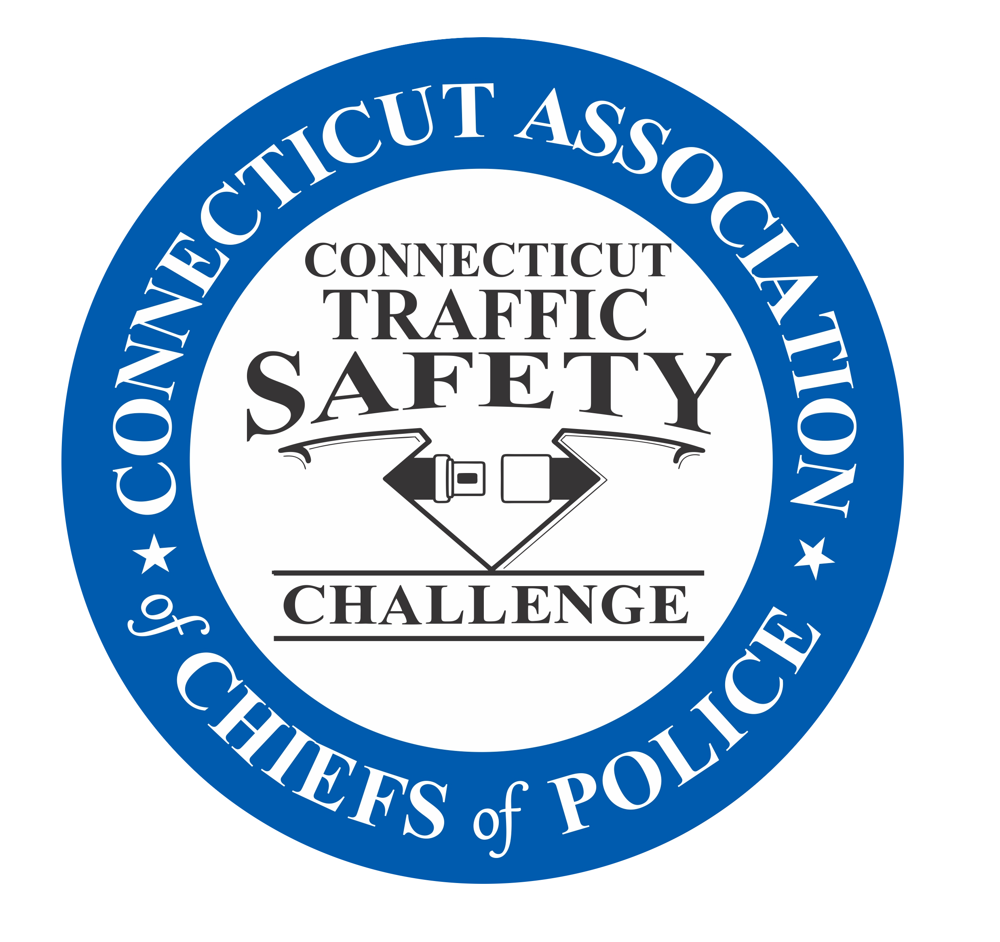 CONNECTICUT ASSOCIATION
of CHIEFS of POLICE
CONNECTICUT
TRAFFIC
SAFETY
CHALLENGE